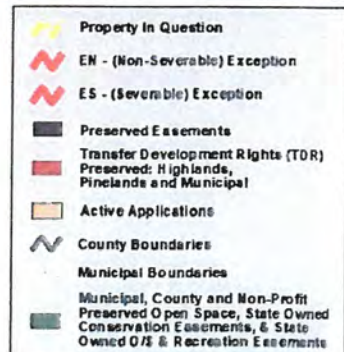 Property In Question
EN - (Non-Severable) Exception
ES - (Severable) Exception
Preserved Easements
Transfer Development Rights (TDR)
Preserved: Highlands,
Pinelands and Municipal
Active Applications
County Boundaries
Municipal Boundaries
Municipal, County and Non-Profit
Preserved Open Space, State Owned
Conservation Easements, & State
Owned O/S & Recreation Easements